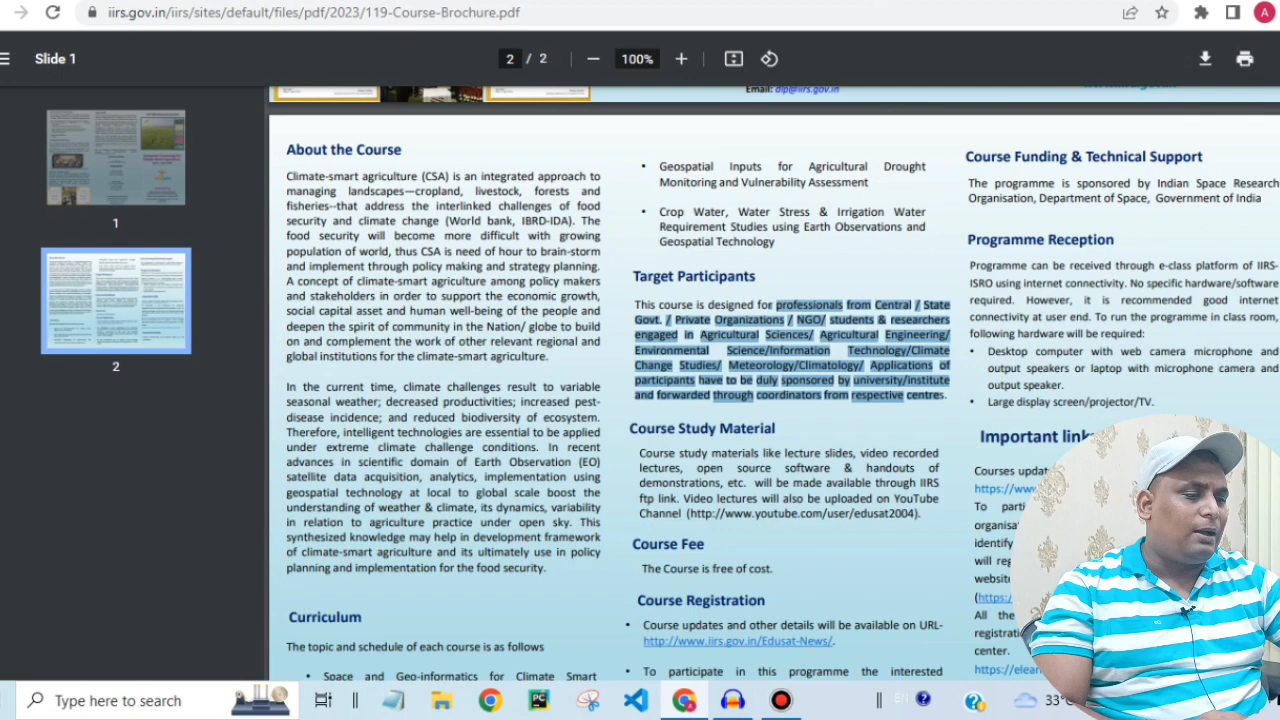 iirs.gov.in/iirs/sites/default/files/pdf/2023/119-Course-Brochure.pdf
A
Slide 1
2 / 2
100%
1
2
Email: dip@iirs.gov.in
About the Course
Climate-smart agriculture (CSA) is an integrated approach to
managing landscapes—cropland, livestock, forests and
fisheries--that address the interlinked challenges of food
security and climate change (World bank, IBRD-IDA). The
food security will become more difficult with growing
population of world, thus CSA is need of hour to brain-storm
and implement through policy making and strategy planning.
A concept of climate-smart agriculture among policy makers
and stakeholders in order to support the economic growth,
social-capital asset and human well-being of the people and
deepen the spirit of community in the Nation/ globe to build
on and complement the work of other relevant regional and
global institutions for the climate-smart agriculture.
In the current time, climate challenges result to variable
seasonal weather; decreased productivities; increased pest-
disease incidence; and reduced biodiversity of ecosystem.
Therefore, intelligent technologies are essential to be applied
under extreme climate challenge conditions. In recent
advances in scientific domain of Earth Observation (EO)
satellite data acquisition, analytics, implementation using
geospatial technology at local to global scale boost the
understanding of weather & climate, its dynamics, variability
in relation to agriculture practice under open sky. This
synthesized knowledge may help in development framework
of climate-smart agriculture and its ultimately use in policy
planning and implementation for the food security.
Curriculum
The topic and schedule of each course is as follows
• Space and Geo-informatics for Climate Smart
• Geospatial Inputs for Agricultural Drought
Monitoring and Vulnerability Assessment
• Crop Water, Water Stress & Irrigation Water
Requirement Studies using Earth Observations and
Geospatial Technology
Target Participants
This course is designed for professionals from Central / State
Govt. / Private Organizations / NGO/ students & researchers
engaged in Agricultural Sciences/ Agricultural Engineering/
Environmental Science/Information Technology/Climate
Change Studies/ Meteorology/Climatology/ Applications of
participants have to be duly sponsored by university/institute
and forwarded through coordinators from respective centres.
Course Study Material
Course study materials like lecture slides, video recorded
lectures, open source software & handouts of
demonstrations, etc. will be made available through IIRS
ftp link. Video lectures will also be uploaded on YouTube
Channel (http://www.youtube.com/user/edusat2004).
Course Fee
The Course is free of cost.
Course Registration
• Course updates and other details will be available on URL-
http://www.iirs.gov.in/Edusat-News/.
• To participate in this programme the interested
Course Funding & Technical Support
The programme is sponsored by Indian Space Research
Organisation, Department of Space, Government of India
Programme Reception
Programme can be received through e-class platform of IIRS-
ISRO using internet connectivity. No specific hardware/software
required. However, it is recommended good internet
connectivity at user end. To run the programme in class room,
following hardware will be required:
• Desktop computer with web camera microphone and
output speakers or laptop with microphone camera and
output speaker.
• Large display screen/projector/TV.
Important link
Courses
To
identify
will
(https:/
All the
center.
Type here to search
PC
EN
33°